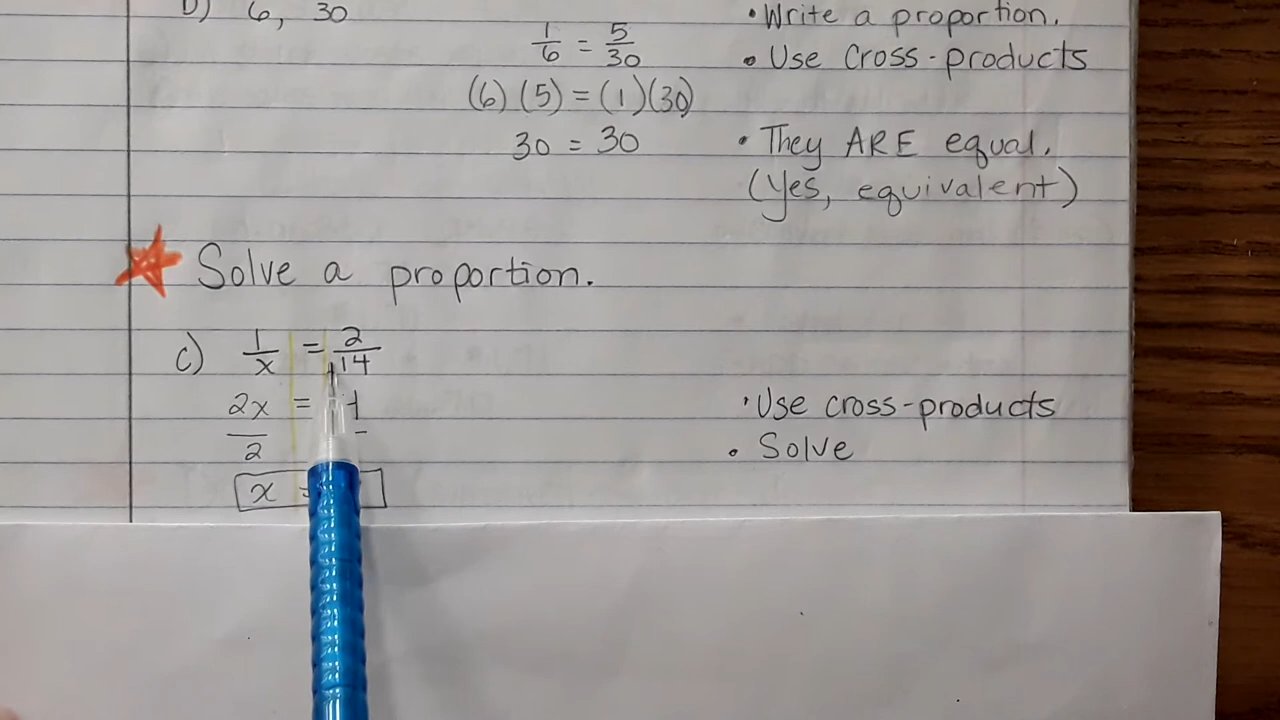 b) 6, 30
• Write a proportion.
1/6 = 5/30
• Use cross-products
(6)(5) = (1)(30)
30 = 30
• They ARE equal.
(Yes, equivalent)
Solve a proportion.
c) 1/x = 2/14
2x =
• Use cross-products
2
• Solve
x =